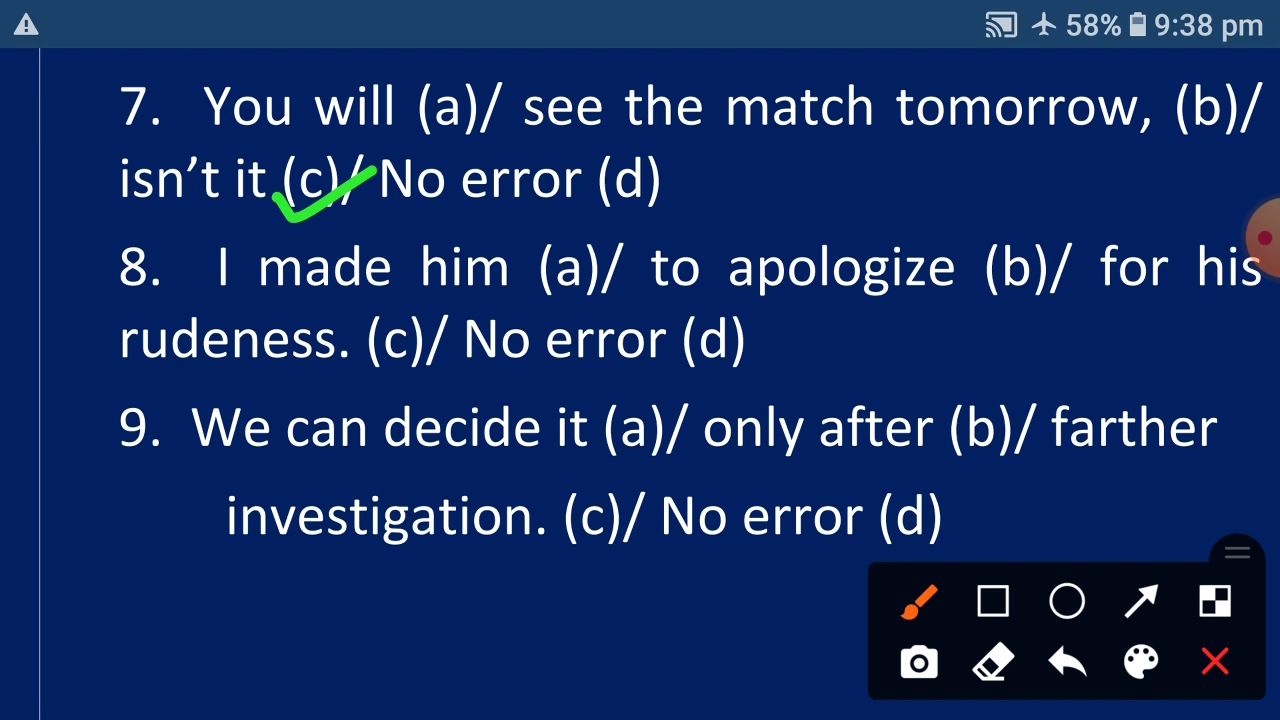 58% 9:38 pm
7. You will (a)/ see the match tomorrow, (b)/
isn’t it (c)/ No error (d)
8. I made him (a)/ to apologize (b)/ for his
rudeness. (c)/ No error (d)
9. We can decide it (a)/ only after (b)/ farther
investigation. (c)/ No error (d)